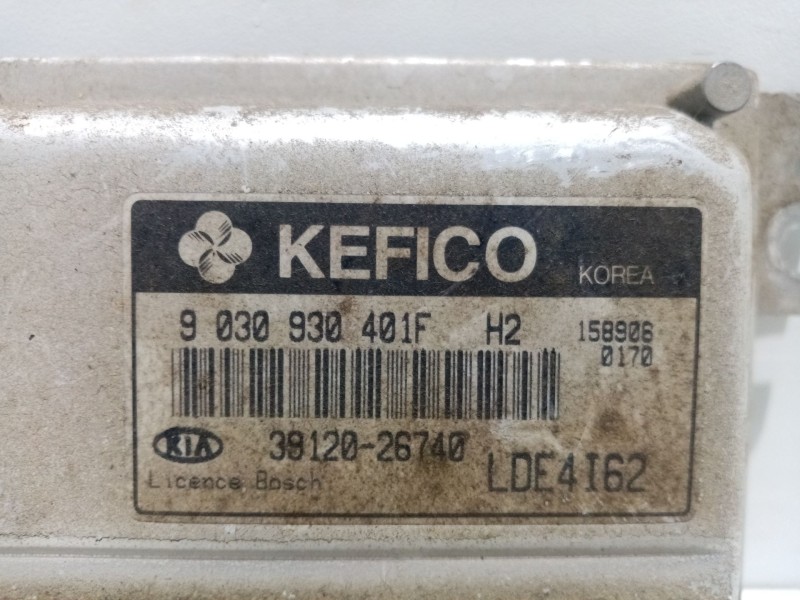 KEFICO KOREA
9 030 930 401F H2 158906
0170
KIA 39120-26740 LDE4I62
Licence Bosch